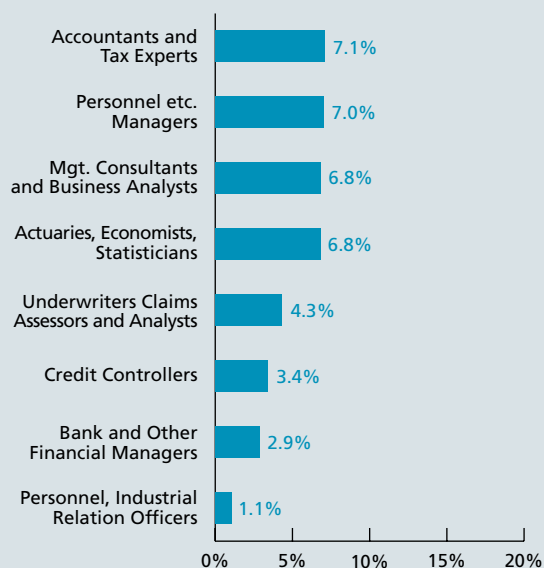 Accountants and
Tax Experts
7.1%
Personnel etc.
Managers
7.0%
Mgt. Consultants
and Business Analysts
6.8%
Actuaries, Economists,
Statisticians
6.8%
Underwriters Claims
Assessors and Analysts
4.3%
Credit Controllers
3.4%
Bank and Other
Financial Managers
2.9%
Personnel, Industrial
Relation Officers
1.1%
0% 5% 10% 15% 20%